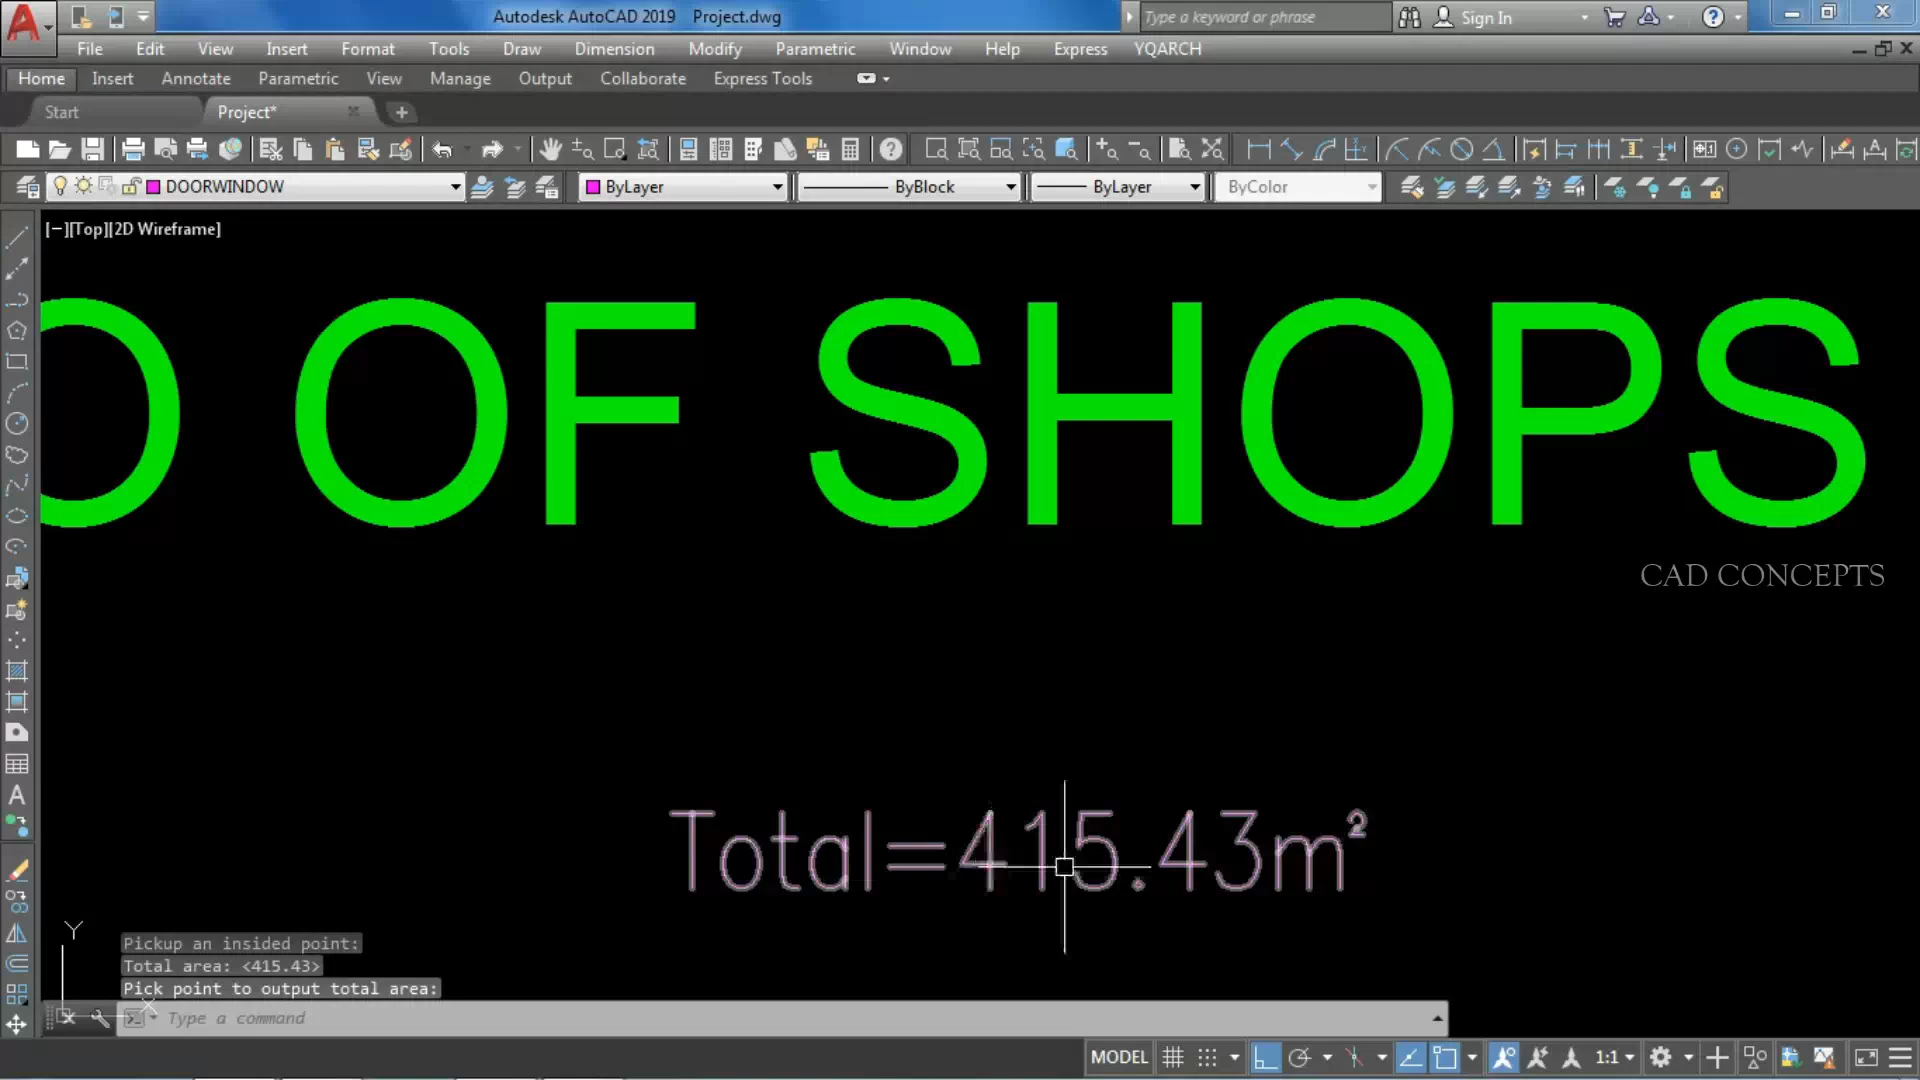 Autodesk AutoCAD 2019 Project.dwg
Type a keyword or phrase
Sign In
File Edit View Insert Format Tools Draw Dimension Modify Parametric Window Help Express YQARCH
Home Insert Annotate Parametric View Manage Output Collaborate Express Tools
Start Project*
DOORWINDOW ByLayer ByBlock ByLayer ByColor
[−][Top][2D Wireframe]
O OF SHOPS
CAD CONCEPTS
Total=415.43m²
Y
X
Pickup an insided point:
Total area: <415.43>
Pick point to output total area:
Type a command
MODEL 1:1